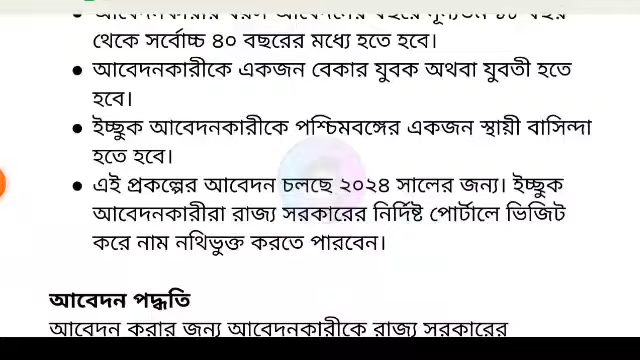 থেকে সর্বোচ্চ ৪০ বছরের মধ্যে হতে হবে।
● আবেদনকারীকে একজন বেকার যুবক অথবা যুবতী হতে
হবে।
● ইচ্ছুক আবেদনকারীকে পশ্চিমবঙ্গের একজন স্থায়ী বাসিন্দা
হতে হবে।
● এই প্রকল্পের আবেদন চলছে ২০২৪ সালের জন্য। ইচ্ছুক
আবেদনকারীরা রাজ্য সরকারের নির্দিষ্ট পোর্টালে ভিজিট
করে নাম নথিভুক্ত করতে পারবেন।
আবেদন পদ্ধতি
আবেদন করার জন্য আবেদনকারীকে রাজ্য সরকারের